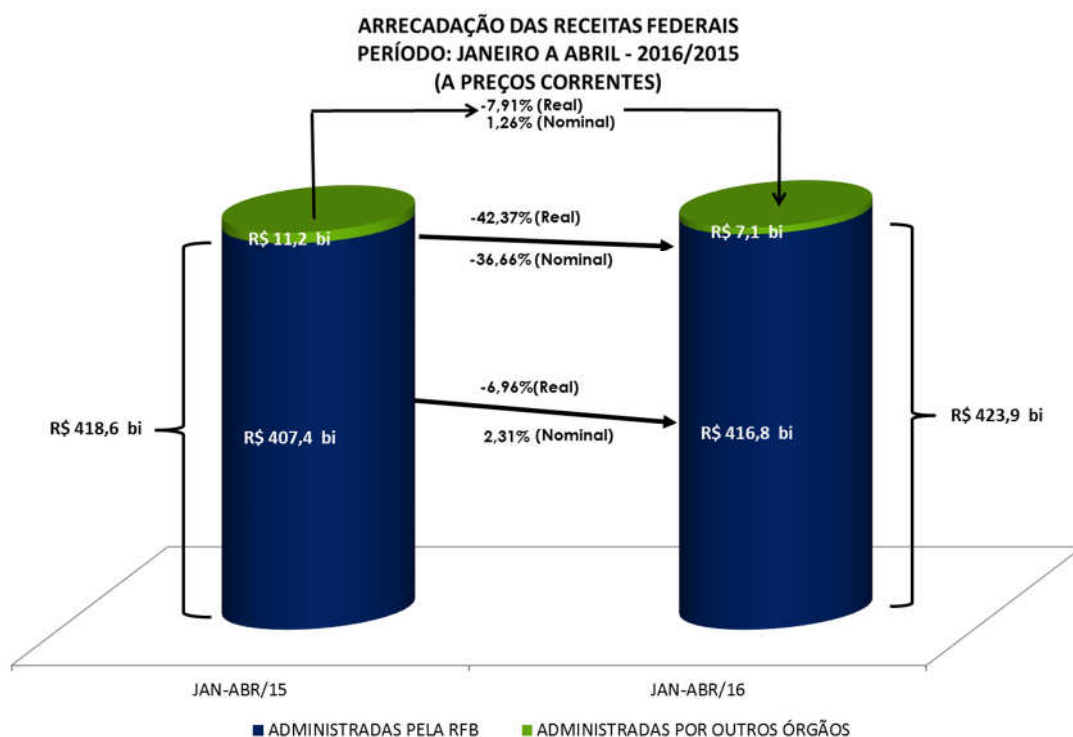 ARRECADAÇÃO DAS RECEITAS FEDERAIS
PERÍODO: JANEIRO A ABRIL - 2016/2015
(A PREÇOS CORRENTES)
-7,91% (Real)
1,26% (Nominal)
-42,37% (Real)
R$ 11,2 bi
R$ 7,1 bi
-36,66% (Nominal)
-6,96%(Real)
R$ 418,6 bi
R$ 407,4 bi
2,31% (Nominal)
R$ 416,8 bi
R$ 423,9 bi
JAN-ABR/15
JAN-ABR/16
ADMINISTRADAS PELA RFB
ADMINISTRADAS POR OUTROS ÓRGÃOS